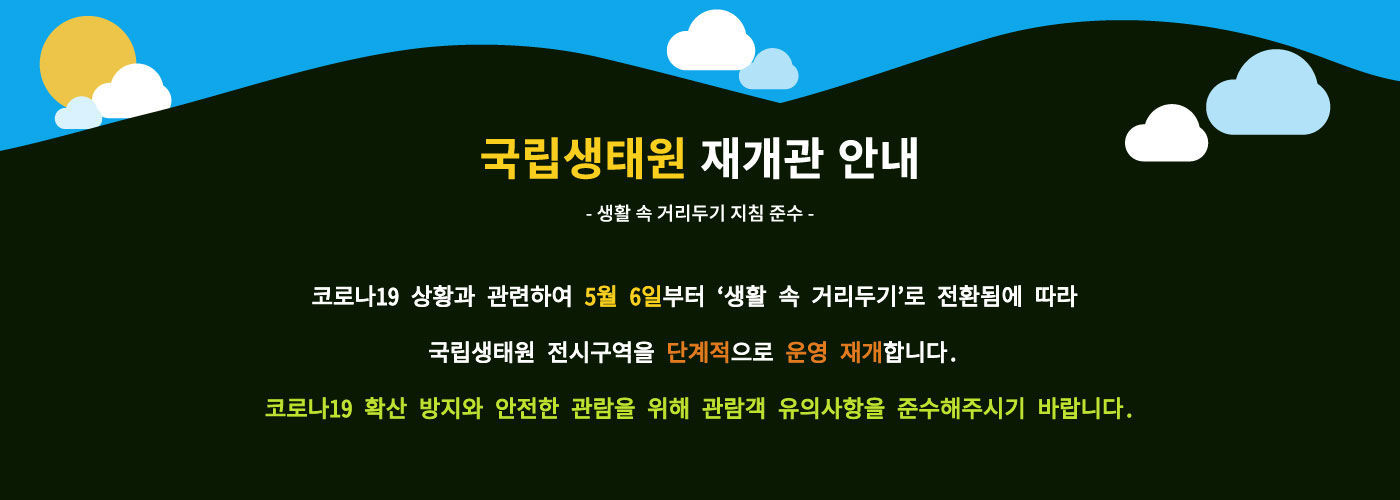 국립생태원 재개관 안내
- 생활 속 거리두기 지침 준수 -
코로나19 상황과 관련하여 5월 6일부터 ‘생활 속 거리두기’로 전환됨에 따라
국립생태원 전시구역을 단계적으로 운영 재개합니다.
코로나19 확산 방지와 안전한 관람을 위해 관람객 유의사항을 준수해주시기 바랍니다.